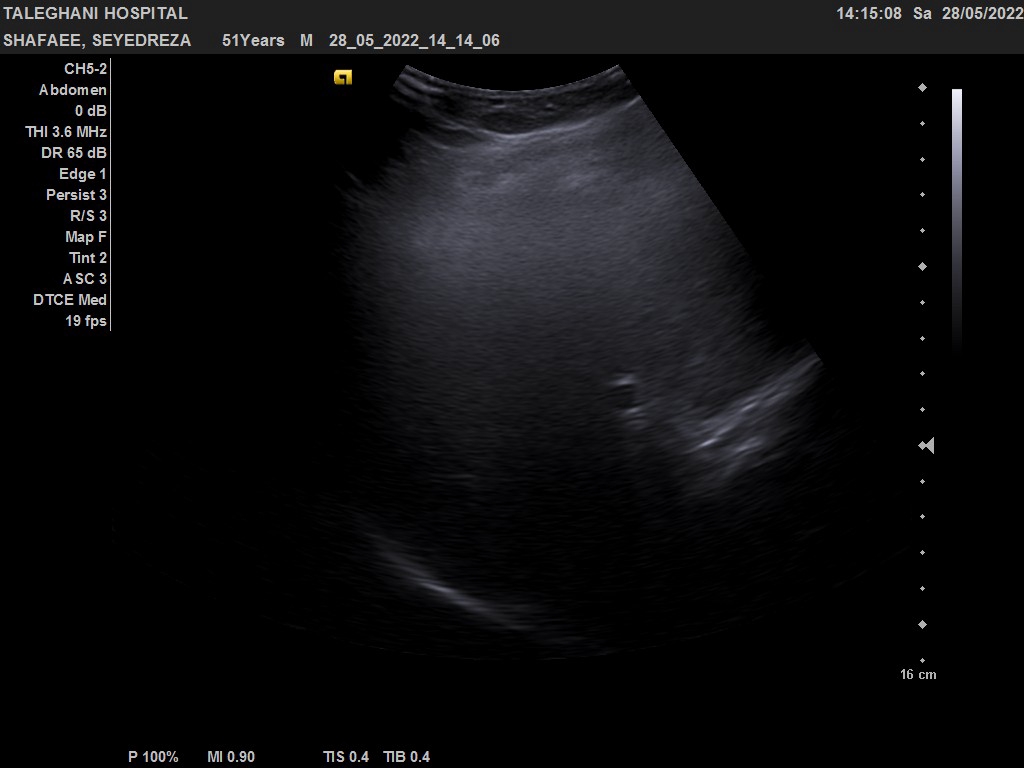 TALEGHANI HOSPITAL 14:15:08 Sa 28/05/2022
SHAFAEE, SEYEDREZA 51Years M 28_05_2022_14_14_06
CH5-2
Abdomen
0 dB
THI 3.6 MHz
DR 65 dB
Edge 1
Persist 3
R/S 3
Map F
Tint 2
ASC 3
DTCE Med
19 fps
16 cm
P 100% MI 0.90 TIS 0.4 TIB 0.4